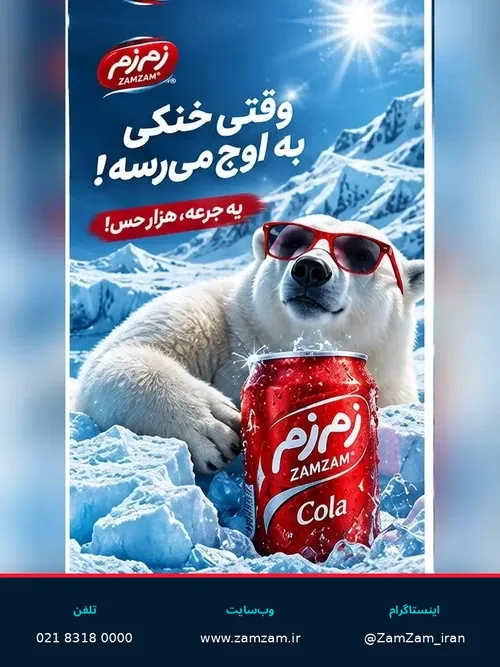 زمزم
ZAMZAM®
وقتی خنکی
به اوج می‌رسه!
یه جرعه، هزار حس!
زمزم
ZAMZAM®
Cola
اینستاگرام
وب‌سایت
تلفن
@ZamZam_iran
www.zamzam.ir
021 8318 0000